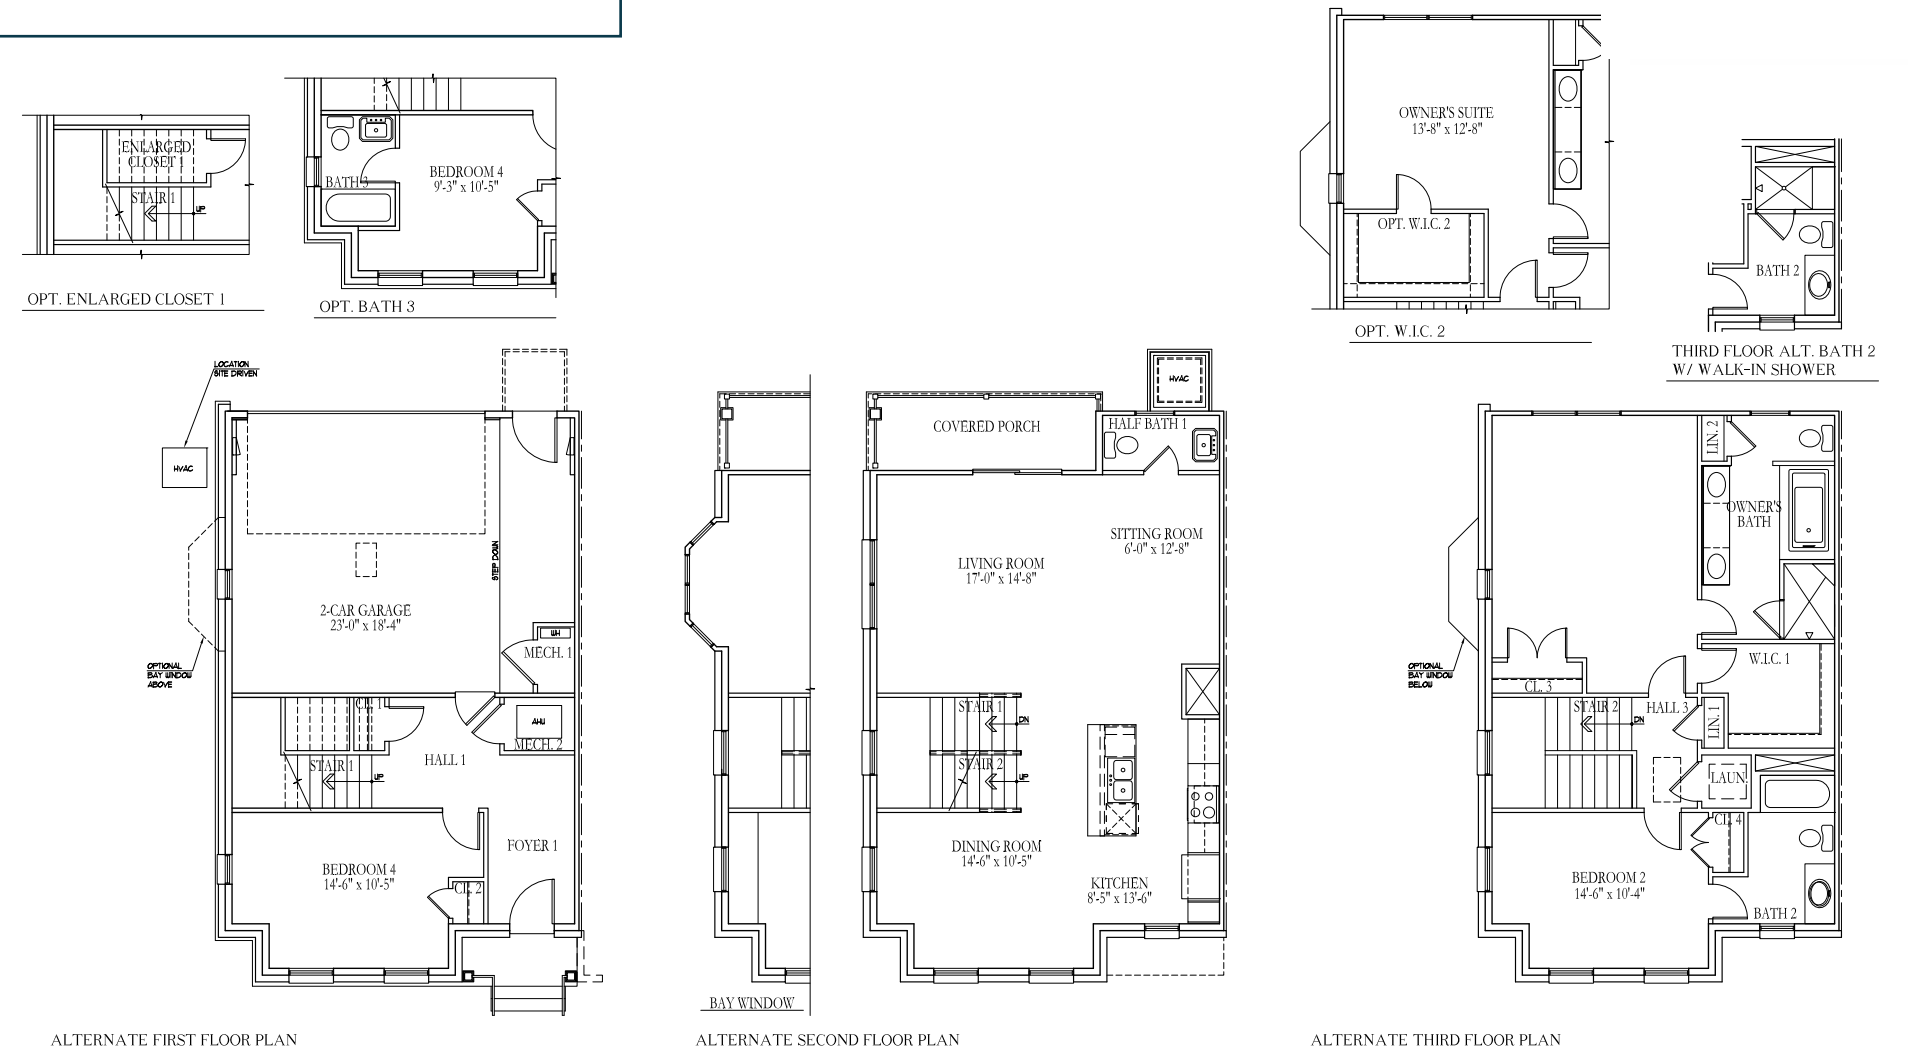 ENLARGED
CLOSET 1
STAIR 1
UP
OPT. ENLARGED CLOSET 1
BATH 3
BEDROOM 4
9'-3" x 10'-5"
OPT. BATH 3
OWNER'S SUITE
13'-8" x 12'-8"
OPT. W.I.C. 2
OPT. W.I.C. 2
BATH 2
THIRD FLOOR ALT. BATH 2
W/ WALK-IN SHOWER
LOCATION
SITE DRIVEN
HVAC
STEP DOWN
2-CAR GARAGE
23'-0" x 18'-4"
WH
MECH. 1
OPTIONAL
BAY WINDOW
ABOVE
CL. 1
AHU
MECH. 2
HALL 1
STAIR 1
UP
FOYER 1
BEDROOM 4
14'-6" x 10'-5"
CL. 2
ALTERNATE FIRST FLOOR PLAN
BAY WINDOW
HVAC
COVERED PORCH
HALF BATH 1
SITTING ROOM
6'-0" x 12'-8"
LIVING ROOM
17'-0" x 14'-8"
STAIR 1
DN
STAIR 2
UP
DINING ROOM
14'-6" x 10'-5"
KITCHEN
8'-5" x 13'-6"
ALTERNATE SECOND FLOOR PLAN
LIN. 2
OWNER'S
BATH
W.I.C. 1
OPTIONAL
BAY WINDOW
BELOW
CL. 3
STAIR 2
DN
HALL 3
LIN. 1
LAUN.
CL. 4
BEDROOM 2
14'-6" x 10'-4"
BATH 2
ALTERNATE THIRD FLOOR PLAN